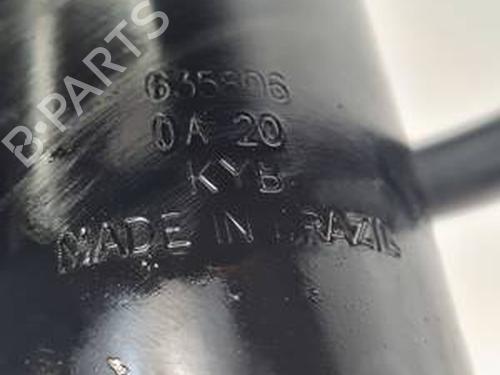 635806
0A 20
KYB
MADE IN BRAZIL
B-PARTS